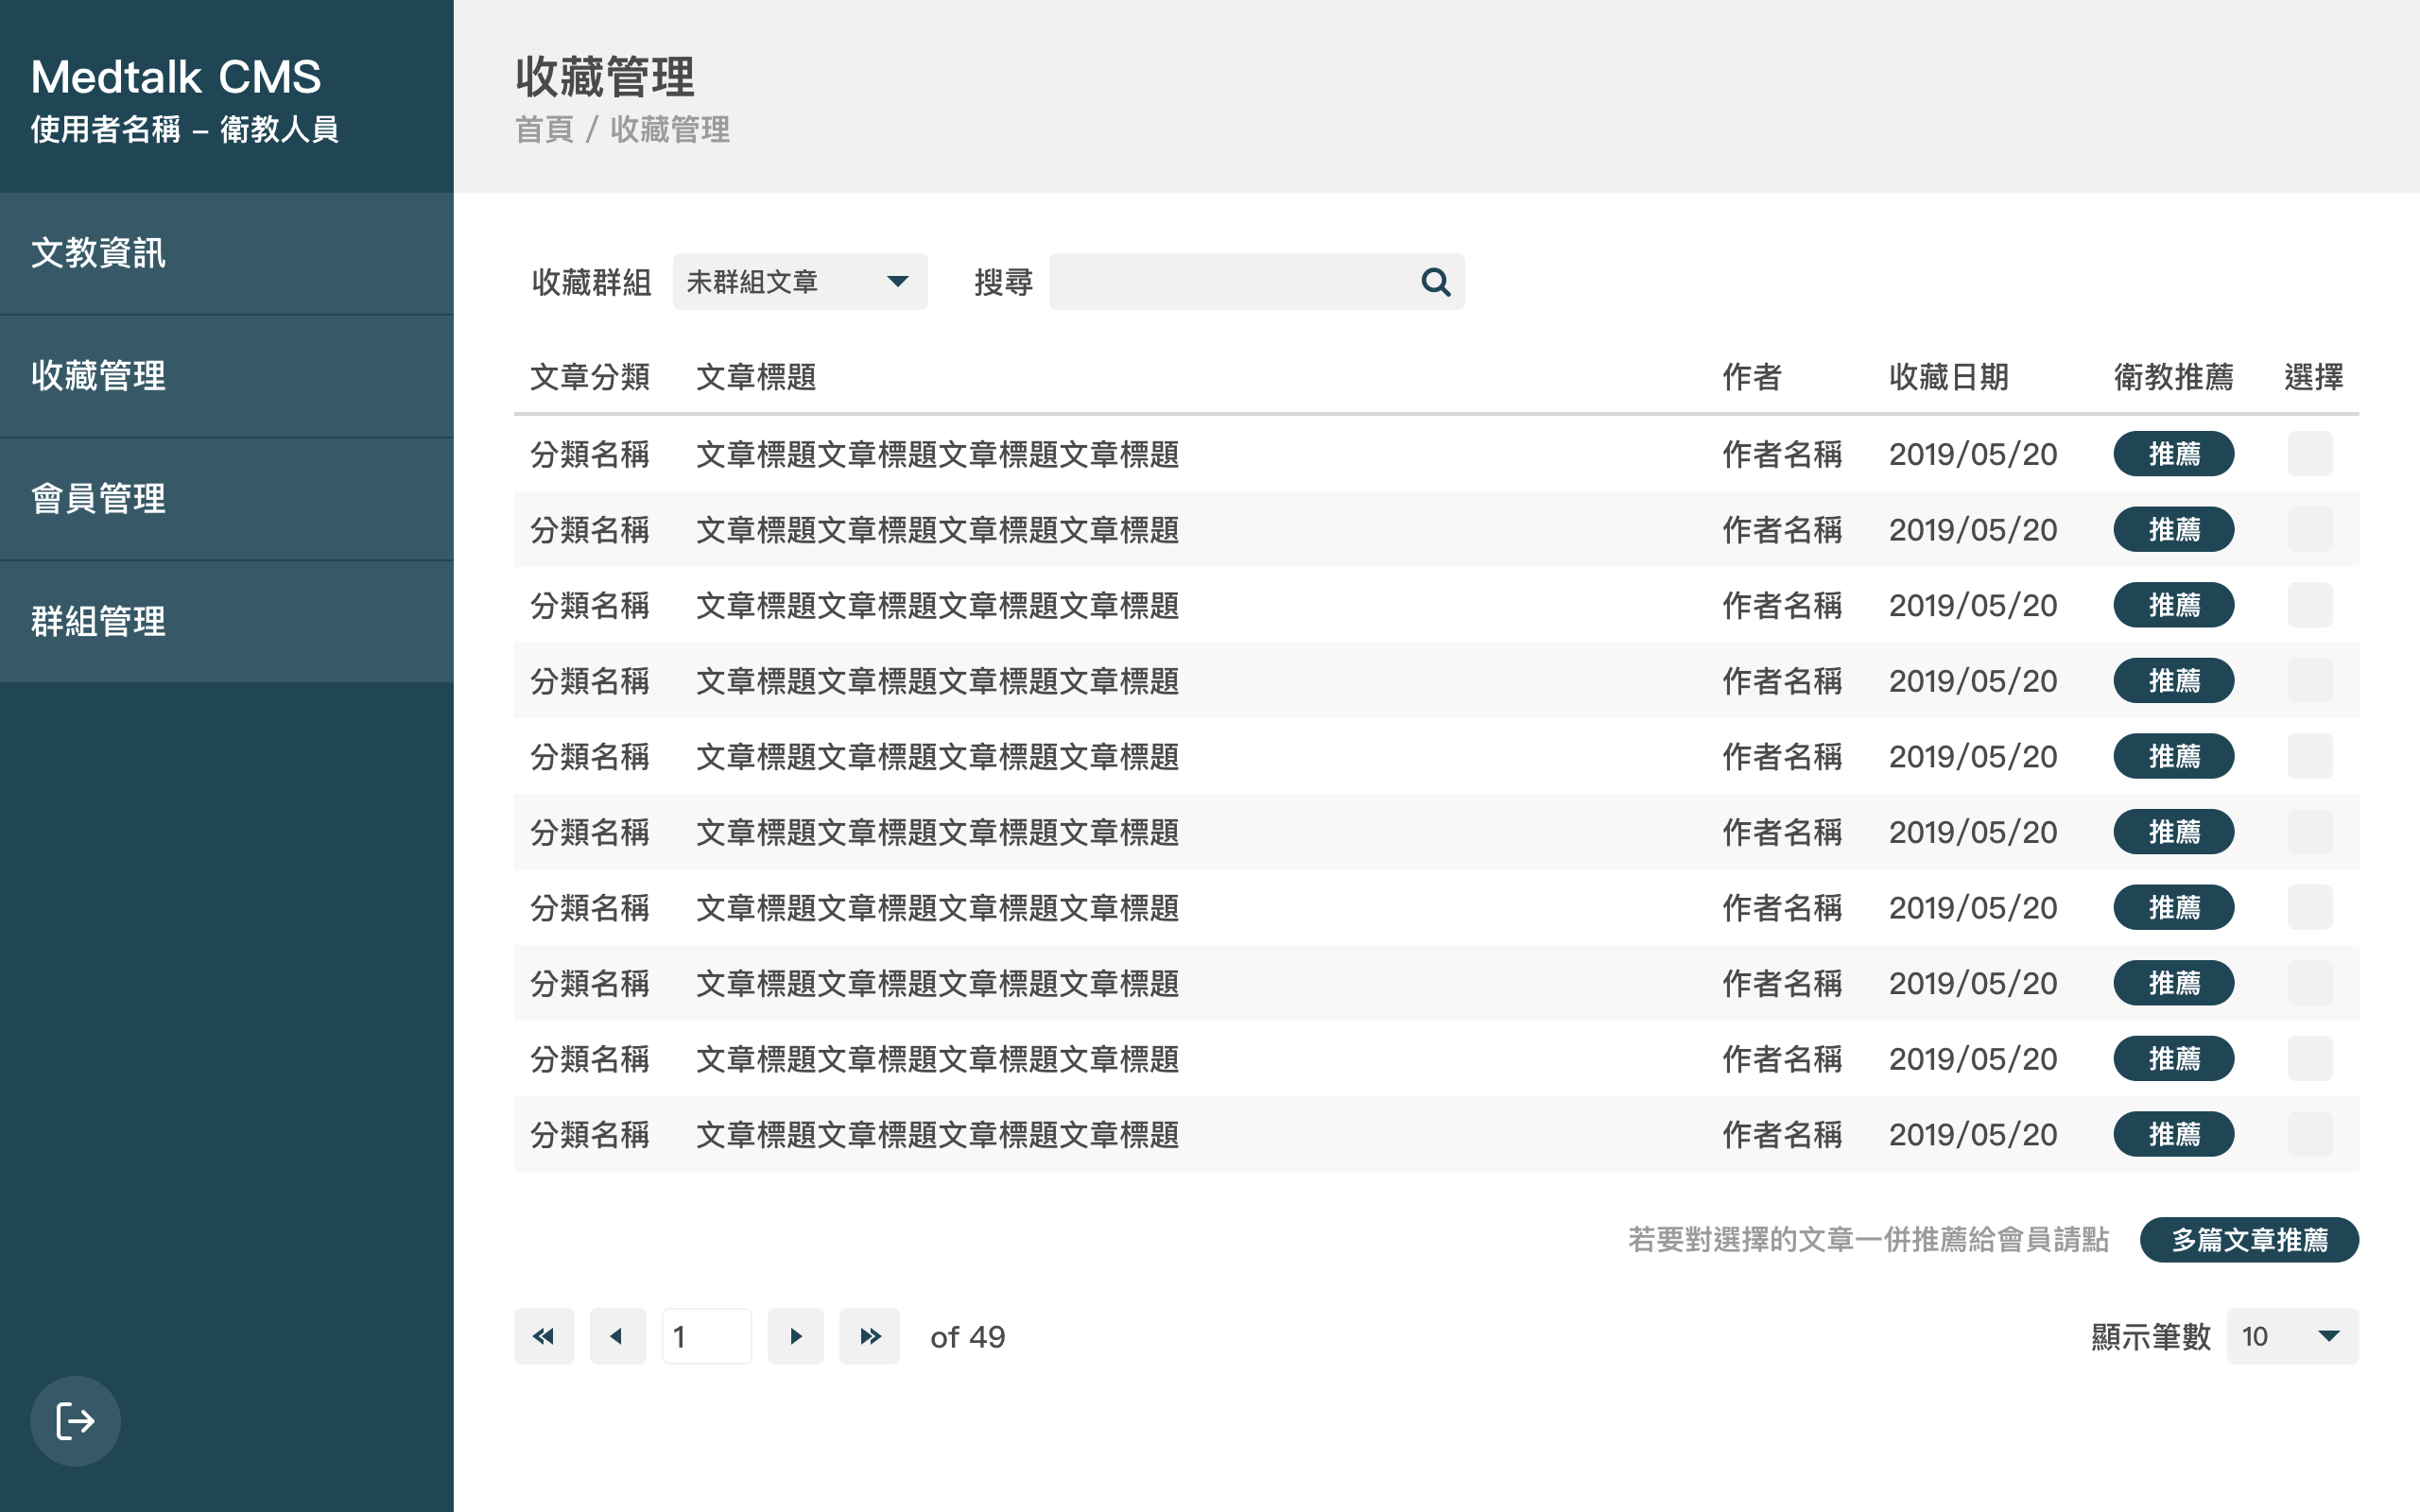 Medtalk CMS
使用者名稱 – 衛教人員
文教資訊
收藏管理
會員管理
群組管理
收藏管理
首頁 / 收藏管理
收藏群組 未群組文章 搜尋
文章分類 文章標題 作者 收藏日期 衛教推薦 選擇
分類名稱 文章標題文章標題文章標題文章標題 作者名稱 2019/05/20 推薦
分類名稱 文章標題文章標題文章標題文章標題 作者名稱 2019/05/20 推薦
分類名稱 文章標題文章標題文章標題文章標題 作者名稱 2019/05/20 推薦
分類名稱 文章標題文章標題文章標題文章標題 作者名稱 2019/05/20 推薦
分類名稱 文章標題文章標題文章標題文章標題 作者名稱 2019/05/20 推薦
分類名稱 文章標題文章標題文章標題文章標題 作者名稱 2019/05/20 推薦
分類名稱 文章標題文章標題文章標題文章標題 作者名稱 2019/05/20 推薦
分類名稱 文章標題文章標題文章標題文章標題 作者名稱 2019/05/20 推薦
分類名稱 文章標題文章標題文章標題文章標題 作者名稱 2019/05/20 推薦
分類名稱 文章標題文章標題文章標題文章標題 作者名稱 2019/05/20 推薦
若要對選擇的文章一併推薦給會員請點 多篇文章推薦
1 of 49 顯示筆數 10